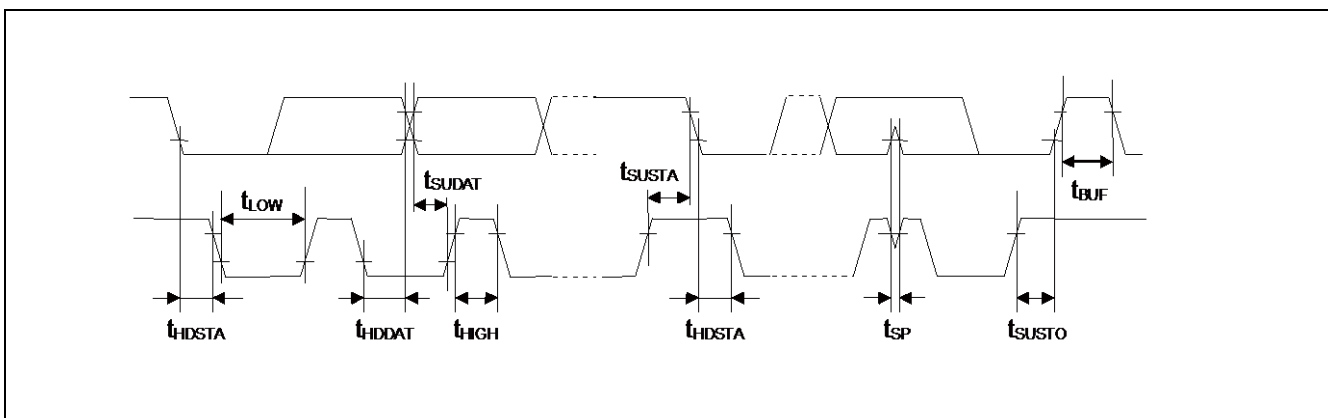 tSUDAT
tSUSTA
tLOW
tBUF
tHDSTA
tHDDAT
tHIGH
tHDSTA
tSP
tSUSTO